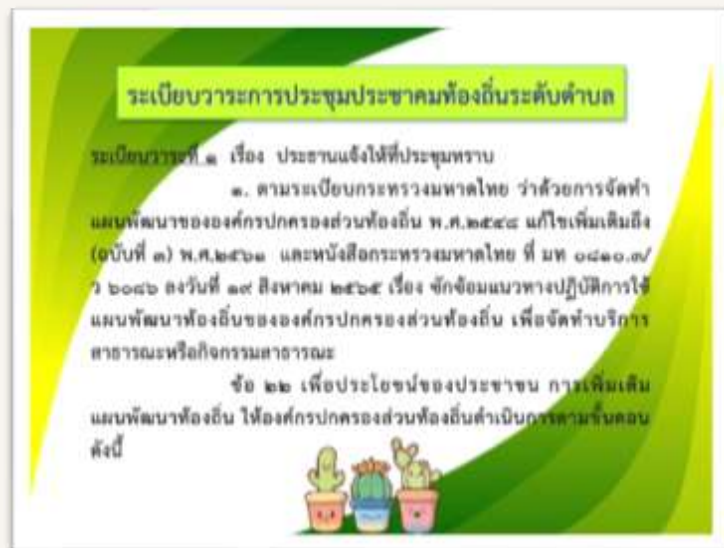 ระเบียบวาระการประชุมประชาคมท้องถิ่นระดับตำบล
ระเบียบวาระที่ ๑ เรื่อง ประธานแจ้งให้ที่ประชุมทราบ
๑. ตามระเบียบกระทรวงมหาดไทย ว่าด้วยการจัดทำ
แผนพัฒนาขององค์กรปกครองส่วนท้องถิ่น พ.ศ.๒๕๔๘ แก้ไขเพิ่มเติมถึง
(ฉบับที่ ๓) พ.ศ.๒๕๖๑ และหนังสือกระทรวงมหาดไทย ที่ มท ๐๘๑๐.๓/
ว ๖๐๘๖ ลงวันที่ ๑๙ สิงหาคม ๒๕๖๕ เรื่อง ซักซ้อมแนวทางปฏิบัติการใช้
แผนพัฒนาท้องถิ่นขององค์กรปกครองส่วนท้องถิ่น เพื่อจัดทำบริการ
สาธารณะหรือกิจกรรมสาธารณะ
ข้อ ๒๒ เพื่อประโยชน์ของประชาชน การเพิ่มเติม
แผนพัฒนาท้องถิ่น ให้องค์กรปกครองส่วนท้องถิ่นดำเนินการตามขั้นตอน
ดังนี้